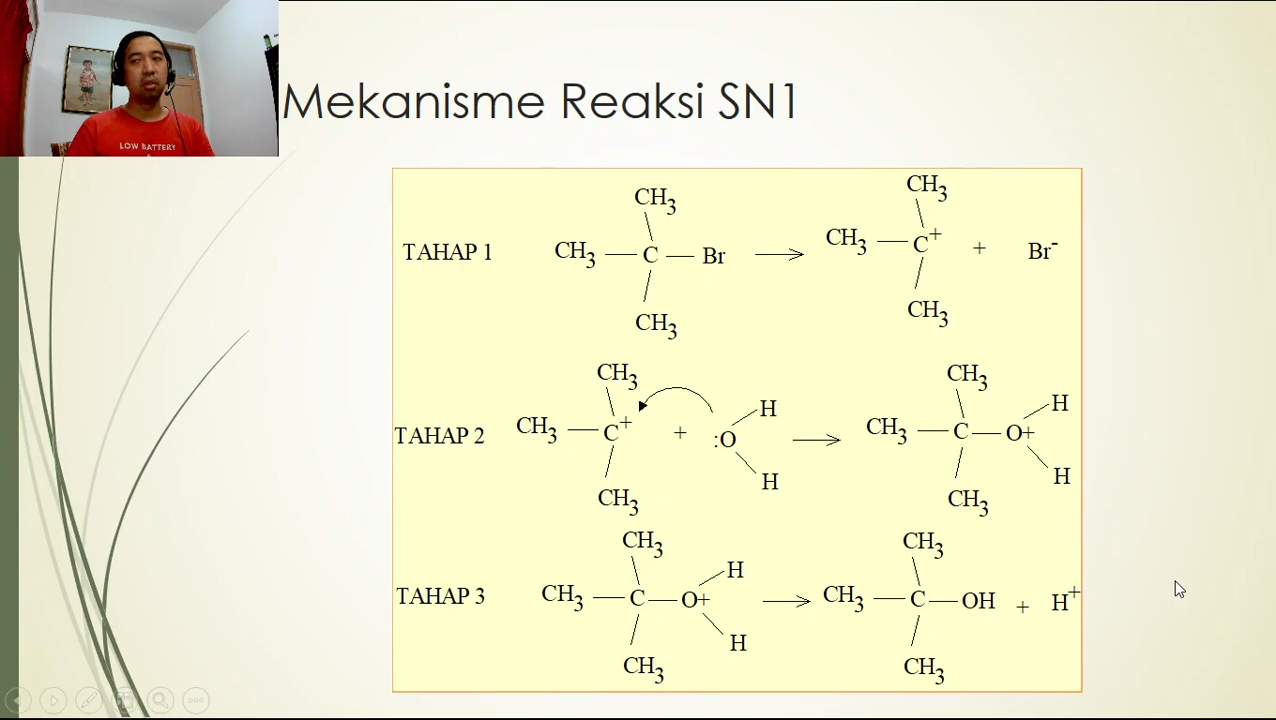 LOW BATTERY
Mekanisme Reaksi SN1
TAHAP 1
CH3
CH3 — C — Br
CH3
CH3
CH3 — C+
CH3
+ Br-
TAHAP 2
CH3
CH3 — C+
CH3
+
H
:O
H
CH3
CH3 — C — O+
CH3
H
H
TAHAP 3
CH3
CH3 — C — O+
CH3
H
H
CH3
CH3 — C — OH
CH3
+ H+